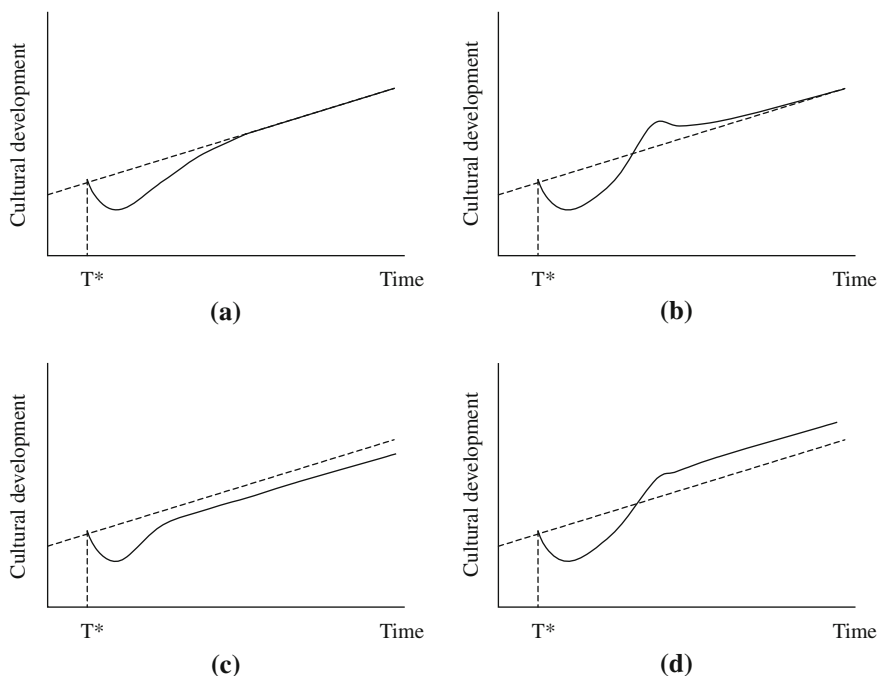 Cultural development
T*
Time
(a)
Cultural development
T*
Time
(b)
Cultural development
T*
Time
(c)
Cultural development
T*
Time
(d)